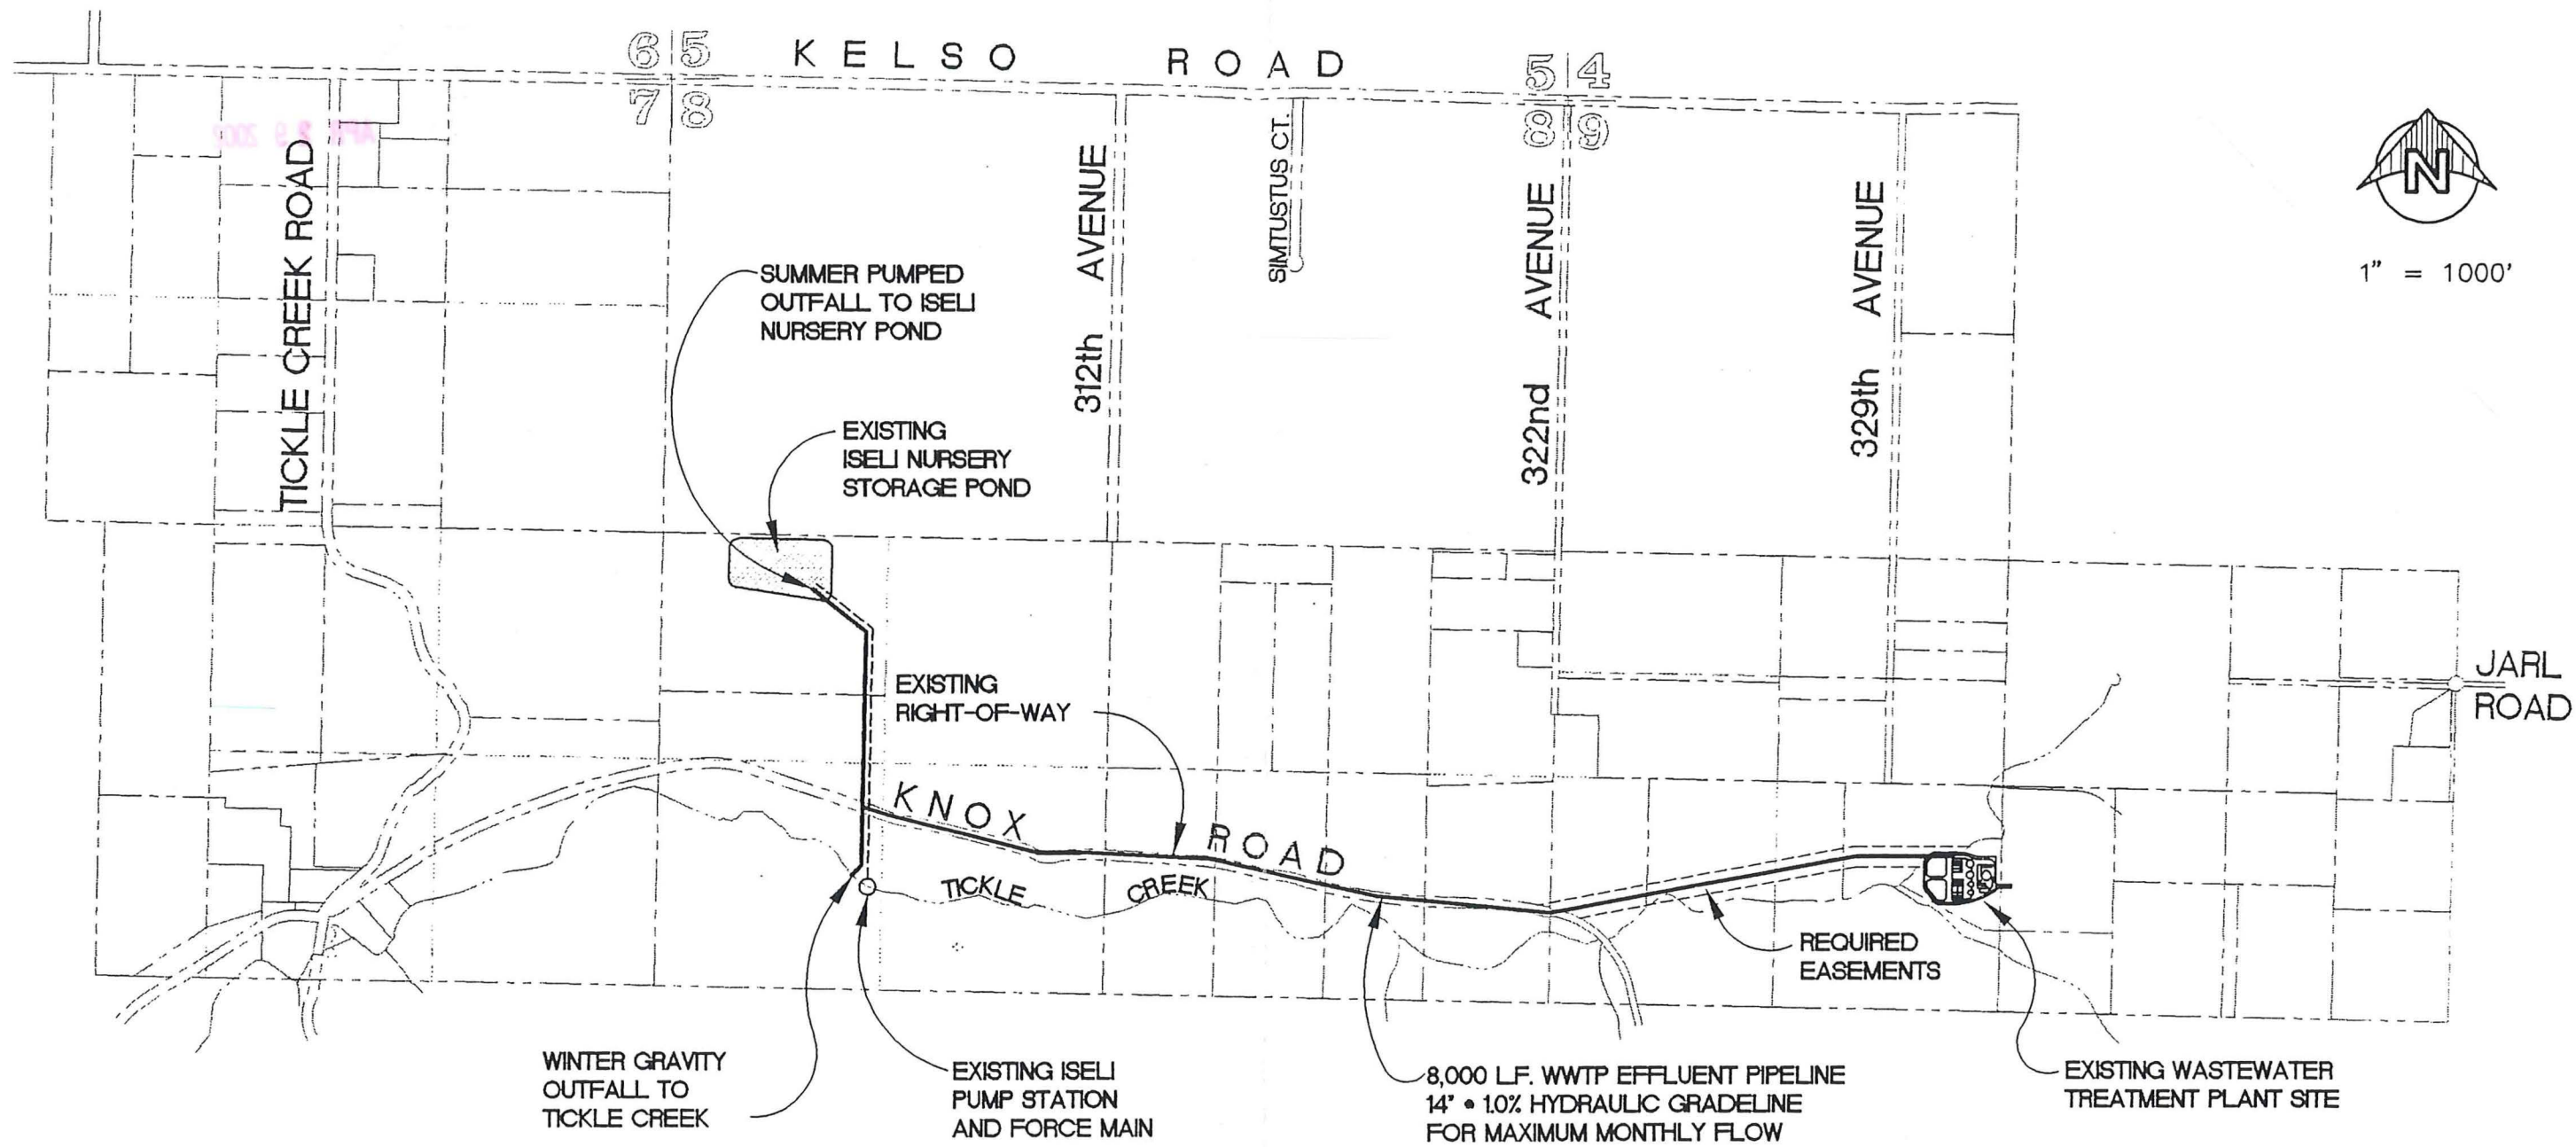 KELSO ROAD
6 5
7 8
5 4
8 9
APR 2 9 2002
TICKLE CREEK ROAD
312th AVENUE
SIMTUSTUS CT.
322nd AVENUE
329th AVENUE
N
1" = 1000'
SUMMER PUMPED
OUTFALL TO ISELI
NURSERY POND
EXISTING
ISELI NURSERY
STORAGE POND
EXISTING
RIGHT-OF-WAY
JARL
ROAD
KNOX ROAD
TICKLE CREEK
REQUIRED
EASEMENTS
WINTER GRAVITY
OUTFALL TO
TICKLE CREEK
EXISTING ISELI
PUMP STATION
AND FORCE MAIN
8,000 L.F. WWTP EFFLUENT PIPELINE
14" @ 1.0% HYDRAULIC GRADELINE
FOR MAXIMUM MONTHLY FLOW
EXISTING WASTEWATER
TREATMENT PLANT SITE